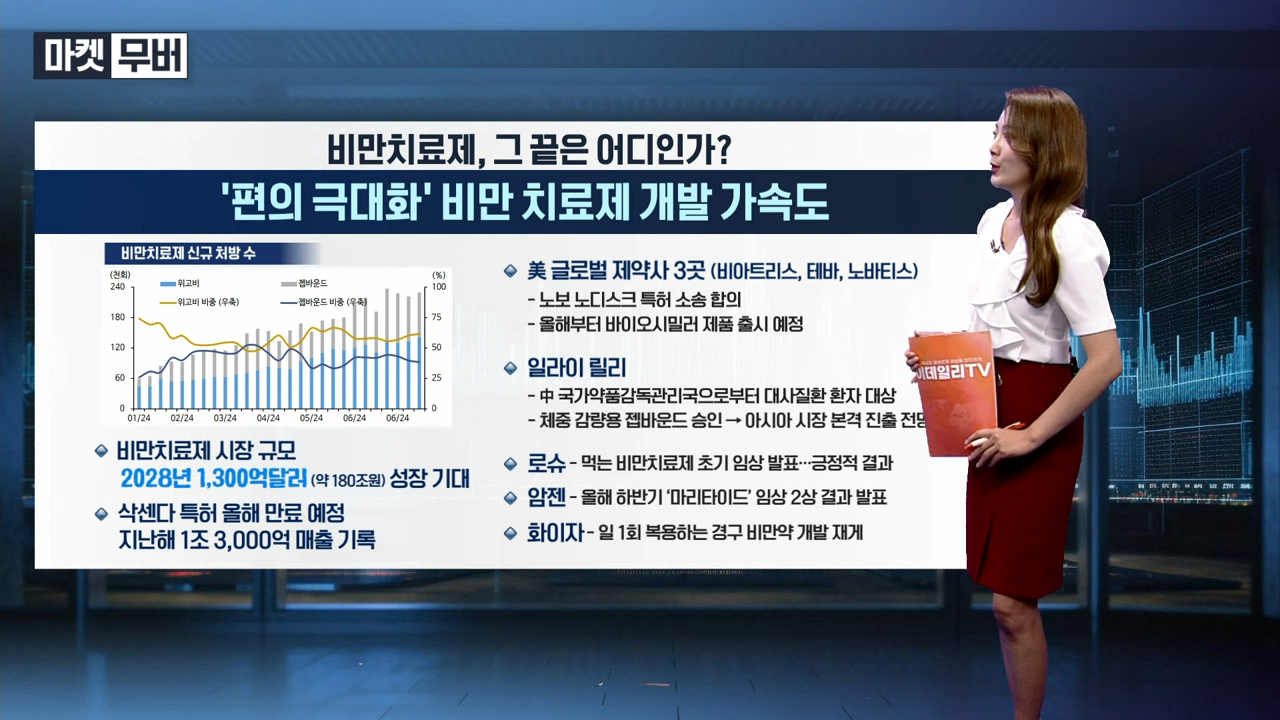 마켓무버
비만치료제, 그 끝은 어디인가?
'편의 극대화' 비만 치료제 개발 가속도
비만치료제 신규 처방 수
(천회)
(%)
위고비
젭바운드
위고비 비중 (우축)
젭바운드 비중 (우축)
240
180
120
60
0
100
75
50
25
0
01/24 02/24 03/24 04/24 05/24 06/24 06/24
비만치료제 시장 규모
2028년 1,300억달러 (약 180조원) 성장 기대
삭센다 특허 올해 만료 예정
지난해 1조 3,000억 매출 기록
美 글로벌 제약사 3곳 (비아트리스, 테바, 노바티스)
- 노보 노디스크 특허 소송 합의
- 올해부터 바이오시밀러 제품 출시 예정
일라이 릴리
- 中 국가약품감독관리국으로부터 대사질환 환자 대상
- 체중 감량용 젭바운드 승인 → 아시아 시장 본격 진출 전망
로슈 - 먹는 비만치료제 초기 임상 발표…긍정적 결과
암젠 - 올해 하반기 ‘마리타이드’ 임상 2상 결과 발표
화이자 - 일 1회 복용하는 경구 비만약 개발 재게
이데일리TV